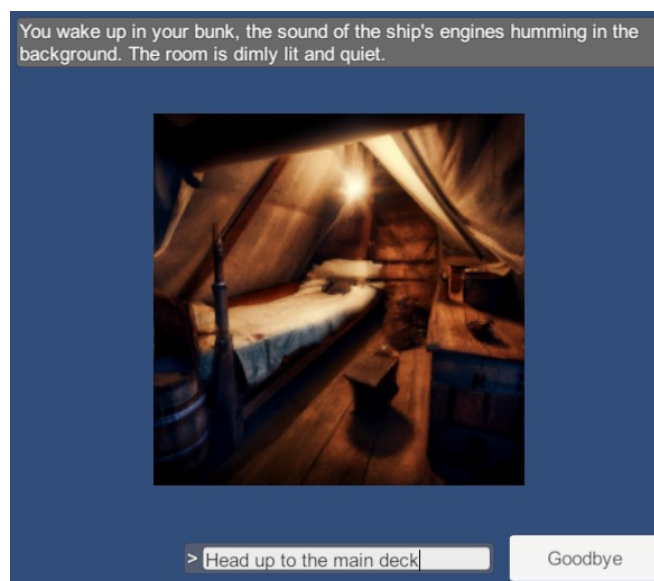 You wake up in your bunk, the sound of the ship's engines humming in the
background. The room is dimly lit and quiet.
> Head up to the main deck
Goodbye